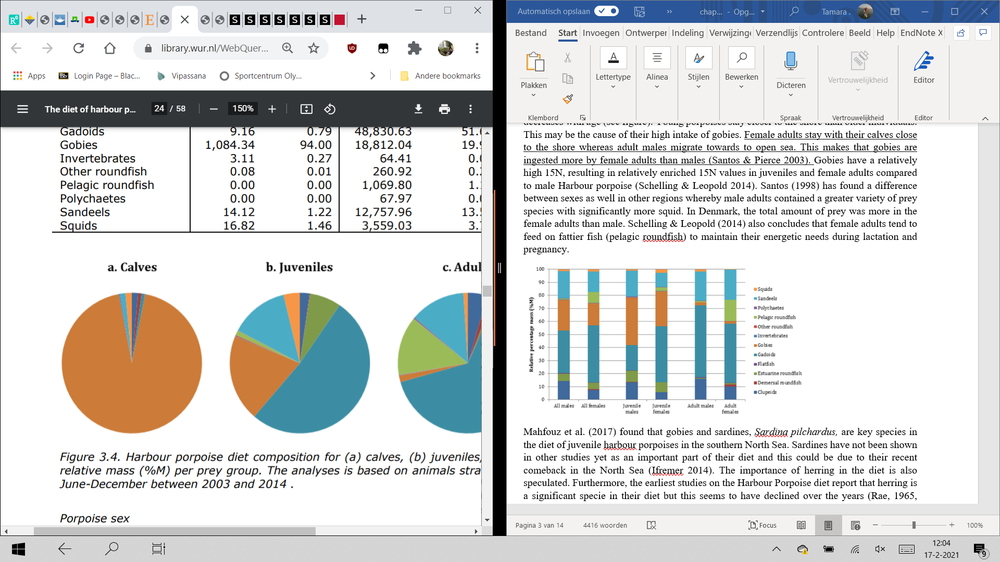 library.wur.nl/WebQuer...
Apps
Login Page – Blac...
Vipassana
Sportcentrum Oly...
Andere bookmarks
The diet of harbour p...
24 / 58
150%
Gadoids 9.16 0.79 48,830.63
Gobies 1,084.34 94.00 18,812.04
Invertebrates 3.11 0.27 64.41
Other roundfish 0.08 0.01 260.92
Pelagic roundfish 0.00 0.00 1,069.80
Polychaetes 0.00 0.00 67.97
Sandeels 14.12 1.22 12,757.96
Squids 16.82 1.46 3,559.03
a. Calves
b. Juveniles
c. Adul
Figure 3.4. Harbour porpoise diet composition for (a) calves, (b) juveniles,
relative mass (%M) per prey group. The analyses is based on animals stra
June-December between 2003 and 2014 .
Porpoise sex
Automatisch opslaan
chap... - Opg...
Tamara .
Bestand
Start
Invoegen
Ontwerper
Indeling
Verwijzinge
Verzendlijs
Controlere
Beeld
Help
EndNote X
Plakken
Lettertype
Alinea
Stijlen
Bewerken
Dicteren
Vertrouwelijkheid
Editor
Klembord
Spraak
Vertrouwelijkheid
Editor
decreases with age (see figure). Young porpoises stay closer to the shore than older individuals.
This may be the cause of their high intake of gobies. Female adults stay with their calves close
to the shore whereas adult males migrate towards to open sea. This makes that gobies are
ingested more by female adults than males (Santos & Pierce 2003). Gobies have a relatively
high 15N, resulting in relatively enriched 15N values in juveniles and female adults compared
to male Harbour porpoise (Schelling & Leopold 2014). Santos (1998) has found a difference
between sexes as well in other regions whereby male adults contained a greater variety of prey
species with significantly more squid. In Denmark, the total amount of prey was more in the
female adults than male. Schelling & Leopold (2014) also concludes that female adults tend to
feed on fattier fish (pelagic roundfish) to maintain their energetic needs during lactation and
pregnancy.
Relative percentage mass (%M)
100
90
80
70
60
50
40
30
20
10
0
All males
All females
Juvenile males
Juvenile females
Adult males
Adult females
Squids
Sandeels
Polychaetes
Pelagic roundfish
Other roundfish
Invertebrates
Gobies
Gadoids
Flatfish
Estuarine roundfish
Demersal roundfish
Clupeids
Mahfouz et al. (2017) found that gobies and sardines, Sardina pilchardus, are key species in
the diet of juvenile harbour porpoises in the southern North Sea. Sardines have not been shown
in other studies yet as an important part of their diet and this could be due to their recent
comeback in the North Sea (Ifremer 2014). The importance of herring in the diet is also
speculated. Furthermore, the earliest studies on the Harbour Porpoise diet report that herring is
a significant specie in their diet but this seems to have declined over the years (Rae, 1965,
Pagina 3 van 14
4416 woorden
Focus
100%
12:04
17-2-2021
9